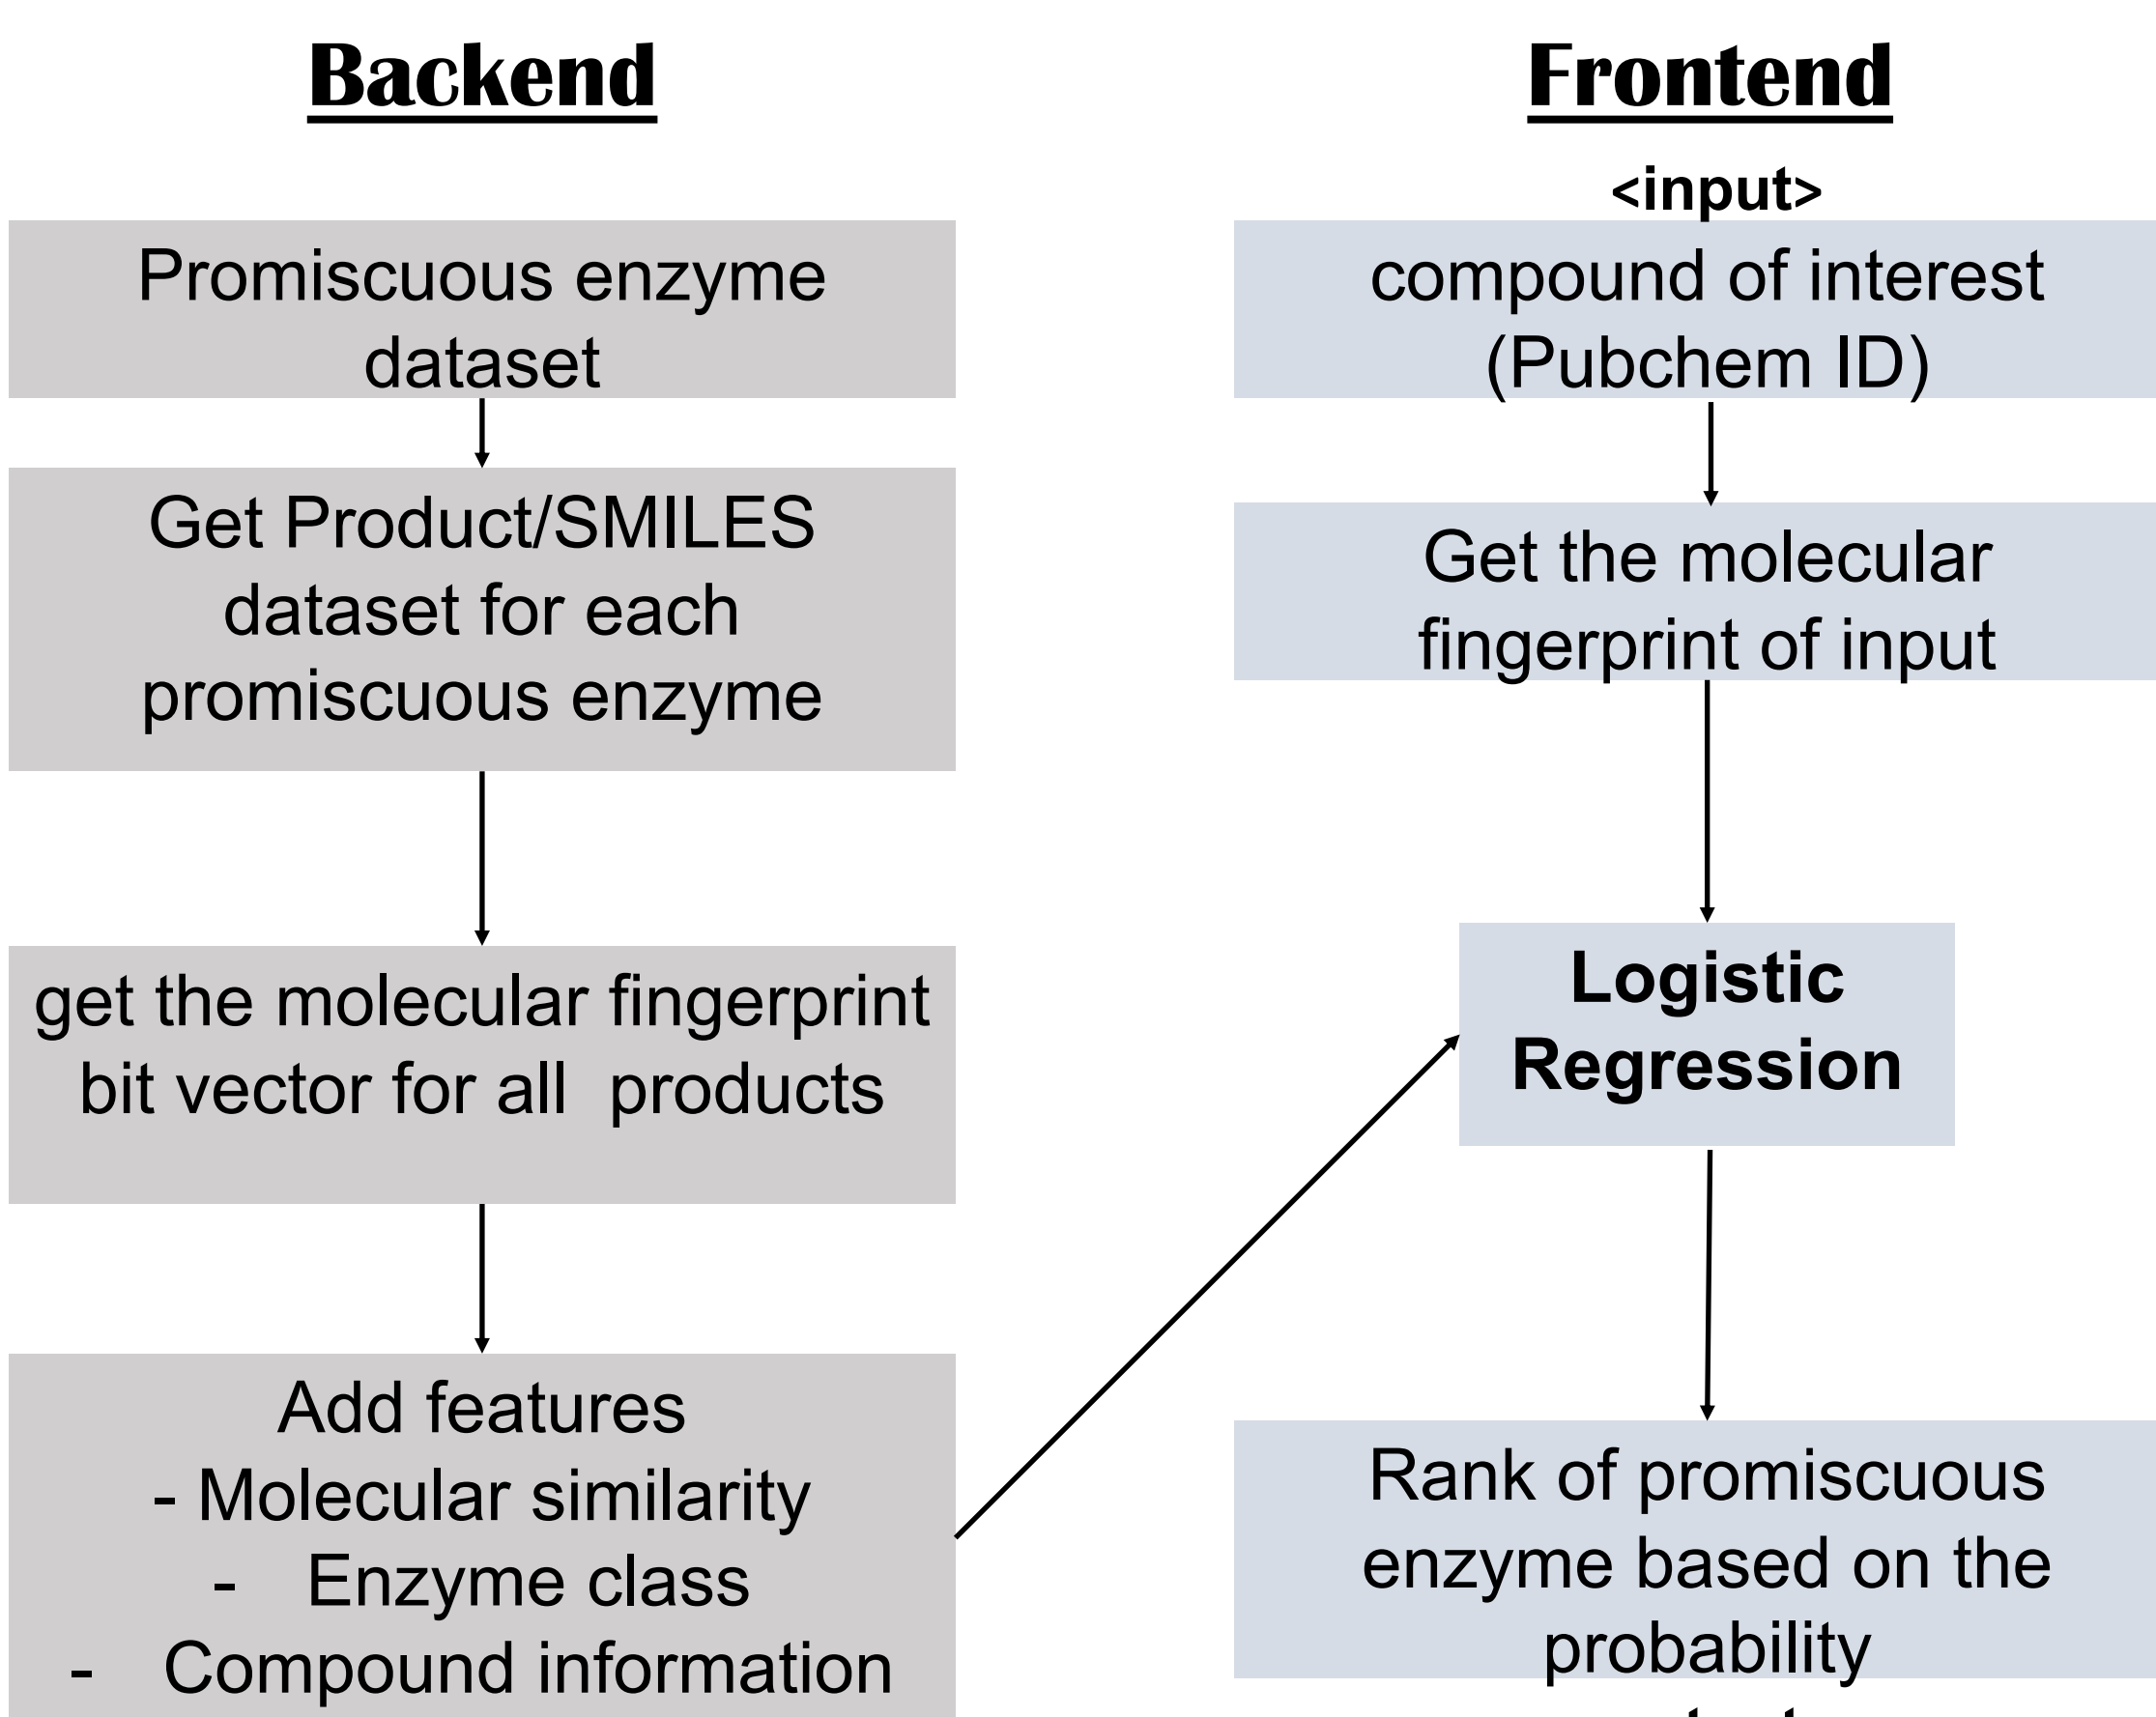 Backend
Promiscuous enzyme
dataset
Get Product/SMILES
dataset for each
promiscuous enzyme
get the molecular fingerprint
bit vector for all  products
Add features
- Molecular similarity
- Enzyme class
- Compound information
Frontend
<input>
compound of interest
(Pubchem ID)
Get the molecular
fingerprint of input
Logistic
Regression
Rank of promiscuous
enzyme based on the
probability